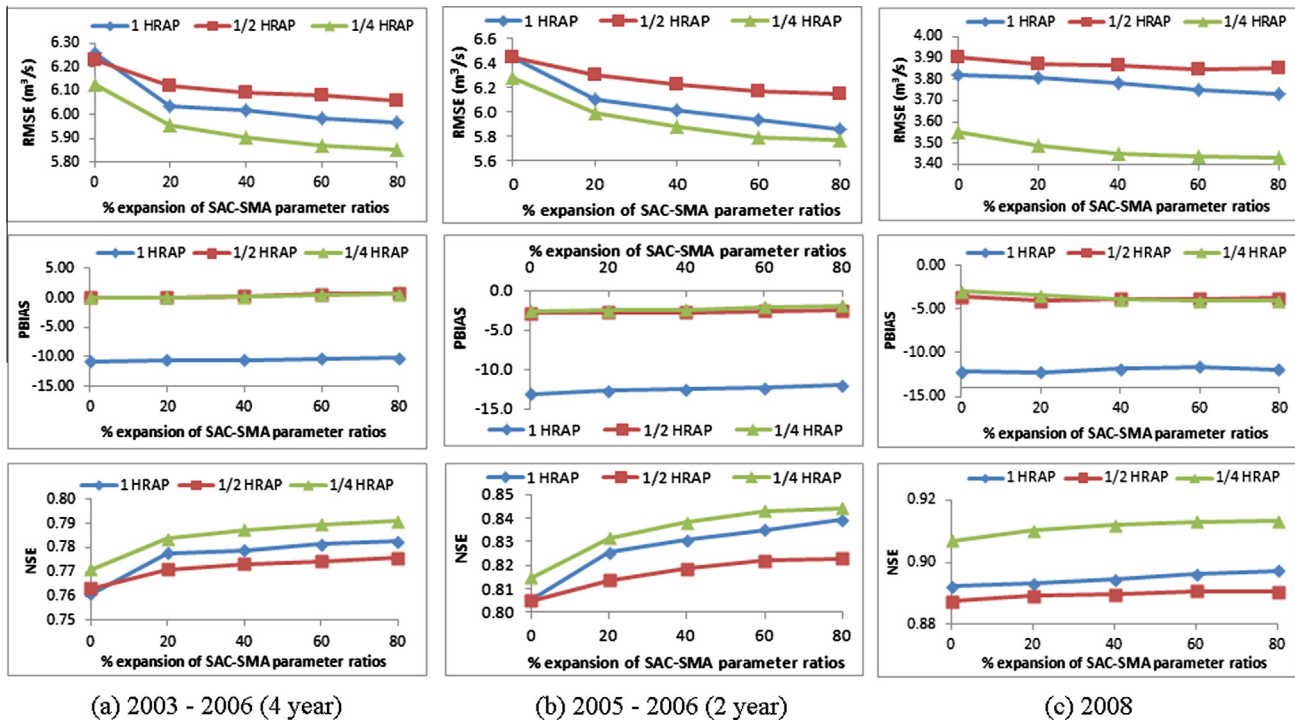 1 HRAP 1/2 HRAP 1/4 HRAP
6.30
6.20
6.10
6.00
5.90
5.80
RMSE (m³/s)
0 20 40 60 80
% expansion of SAC-SMA parameter ratios
1 HRAP 1/2 HRAP 1/4 HRAP
6.6
6.4
6.2
6.0
5.8
5.6
RMSE (m³/s)
0 20 40 60 80
% expansion of SAC-SMA parameter ratios
1 HRAP 1/2 HRAP 1/4 HRAP
4.00
3.90
3.80
3.70
3.60
3.50
3.40
RMSE (m³/s)
0 20 40 60 80
% expansion of SAC-SMA parameter ratios
1 HRAP 1/2 HRAP 1/4 HRAP
5.00
0.00
-5.00
-10.00
-15.00
PBIAS
0 20 40 60 80
% expansion of SAC-SMA parameter ratios
% expansion of SAC-SMA parameter ratios
0 20 40 60 80
0.0
-5.0
-10.0
-15.0
PBIAS
1 HRAP 1/2 HRAP 1/4 HRAP
1 HRAP 1/2 HRAP 1/4 HRAP
0.00
-5.00
-10.00
-15.00
PBIAS
0 20 40 60 80
% expansion of SAC-SMA parameter ratios
1 HRAP 1/2 HRAP 1/4 HRAP
0.80
0.79
0.78
0.77
0.76
0.75
NSE
0 20 40 60 80
% expansion of SAC-SMA parameter ratios
1 HRAP 1/2 HRAP 1/4 HRAP
0.85
0.84
0.83
0.82
0.81
0.80
NSE
0 20 40 60 80
% expansion of SAC-SMA parameter ratios
1 HRAP 1/2 HRAP 1/4 HRAP
0.92
0.90
0.88
NSE
0 20 40 60 80
% expansion of SAC-SMA parameter ratios
(a) 2003 - 2006 (4 year)
(b) 2005 - 2006 (2 year)
(c) 2008